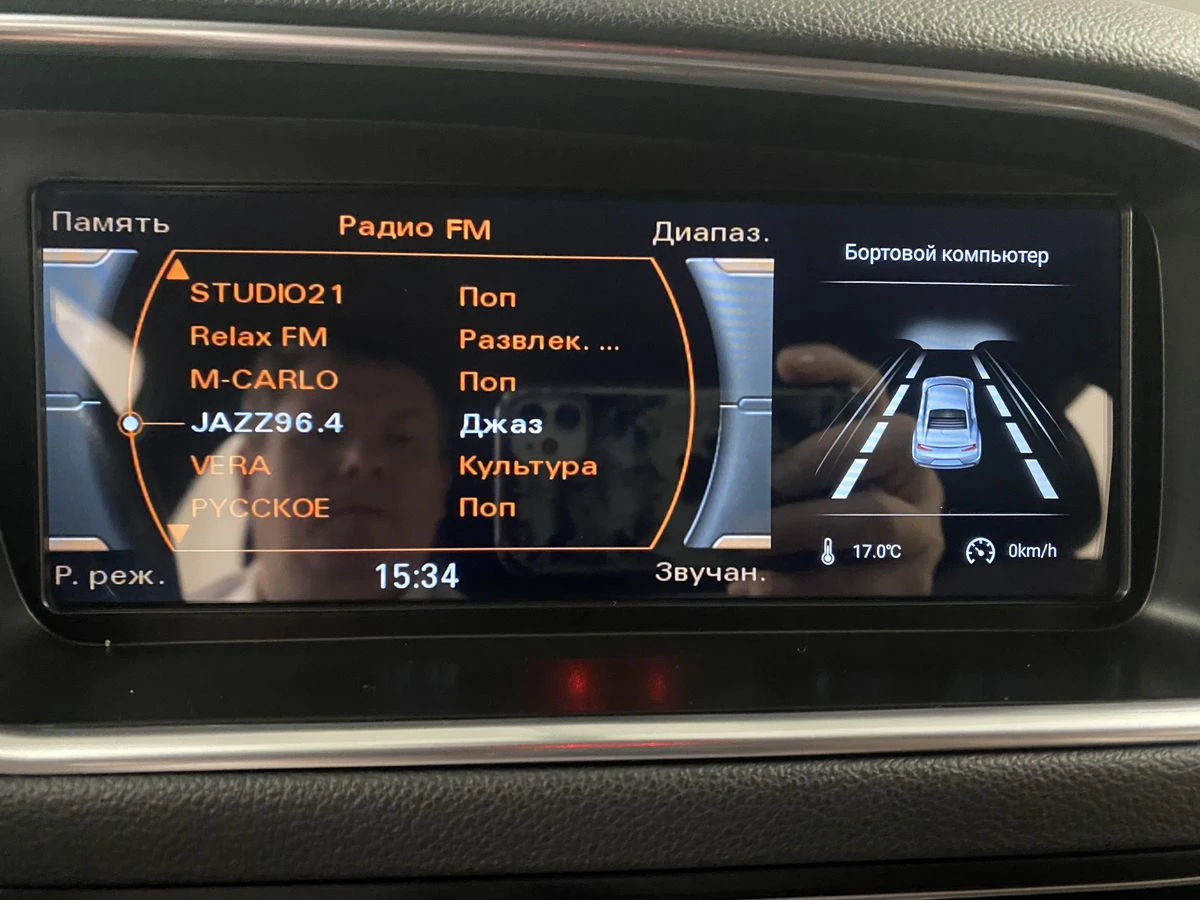 Память Радио FM Диапаз.
Бортовой компьютер
STUDIO21 Поп
Relax FM Развлек. ...
M-CARLO Поп
JAZZ96.4 Джаз
VERA Культура
РУССКОЕ Поп
17.0℃ 0km/h
Р. реж. 15:34 Звучан.